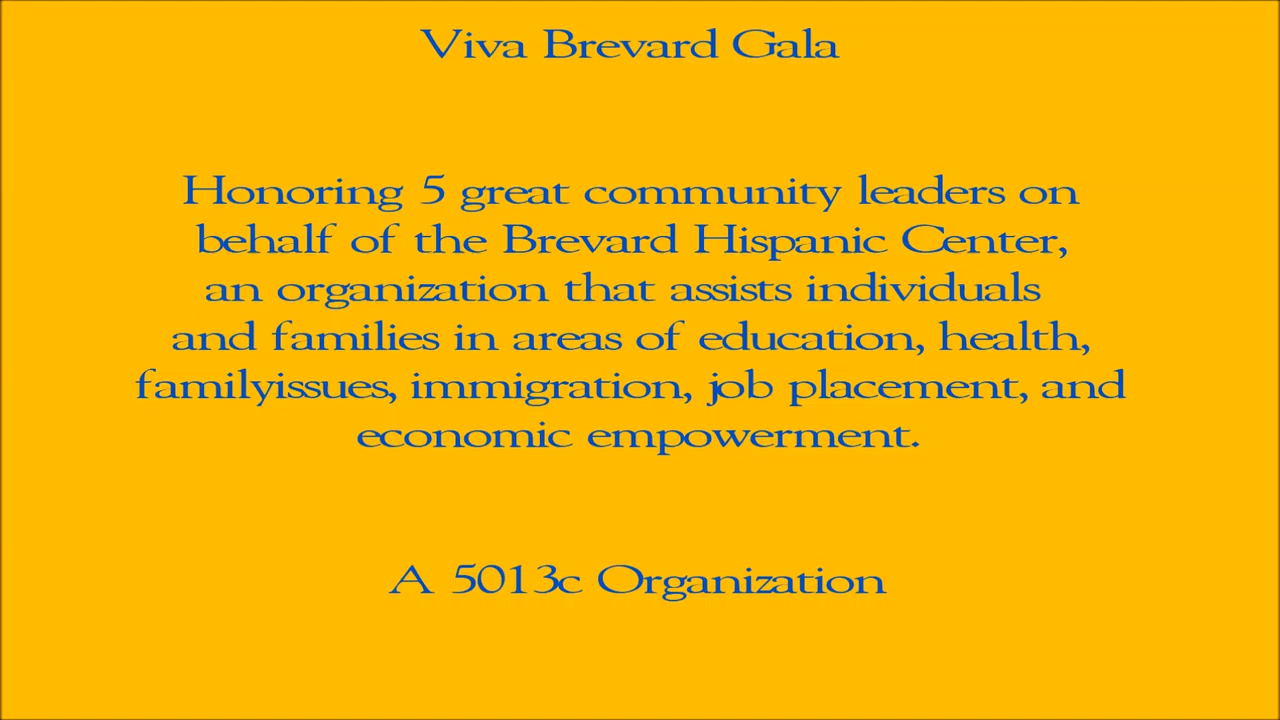 Viva Brevard Gala
Honoring 5 great community leaders on
behalf of the Brevard Hispanic Center,
an organization that assists individuals
and families in areas of education, health,
familyissues, immigration, job placement, and
economic empowerment.
A 5013c Organization